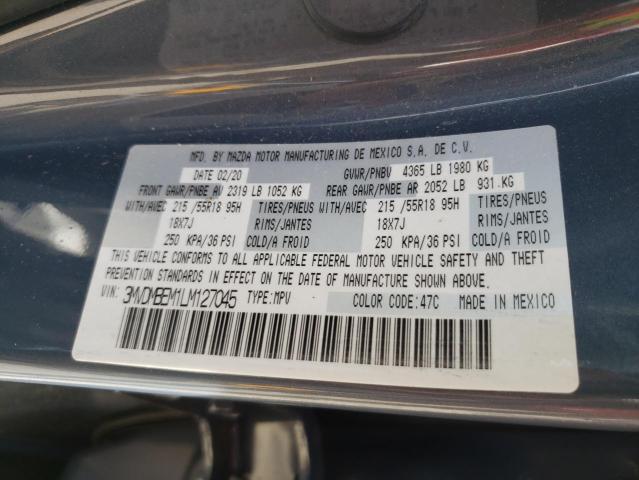 MFD. BY MAZDA MOTOR MANUFACTURING DE MEXICO S.A. DE C.V.
DATE 02/20 GVWR/PNBV 4365 LB 1980 KG
FRONT GAWR/PNBE AV 2319 LB 1052 KG REAR GAWR/PNBE AR 2052 LB 931.KG
WITH/AVEC 215 /55R18 95H TIRES/PNEUS WITH/AVEC 215 /55R18 95H TIRES/PNEUS
18X7J RIMS/JANTES 18X7J RIMS/JANTES
250 KPA/36 PSI COLD/A FROID 250 KPA/36 PSI COLD/A FROID
THIS VEHICLE CONFORMS TO ALL APPLICABLE FEDERAL MOTOR VEHICLE SAFETY AND THEFT
PREVENTION STANDARDS IN EFFECT ON THE DATE OF MANUFACTURE SHOWN ABOVE.
VIN: 3MVDMBEM1LM127045 TYPE:MPV COLOR CODE:47C MADE IN MEXICO